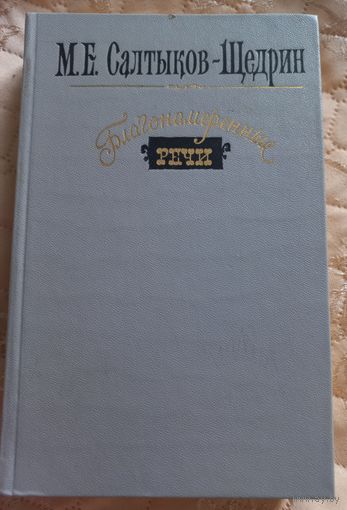 М.Е. Салтыков-Щедрин
Благонамеренные
РЕЧИ